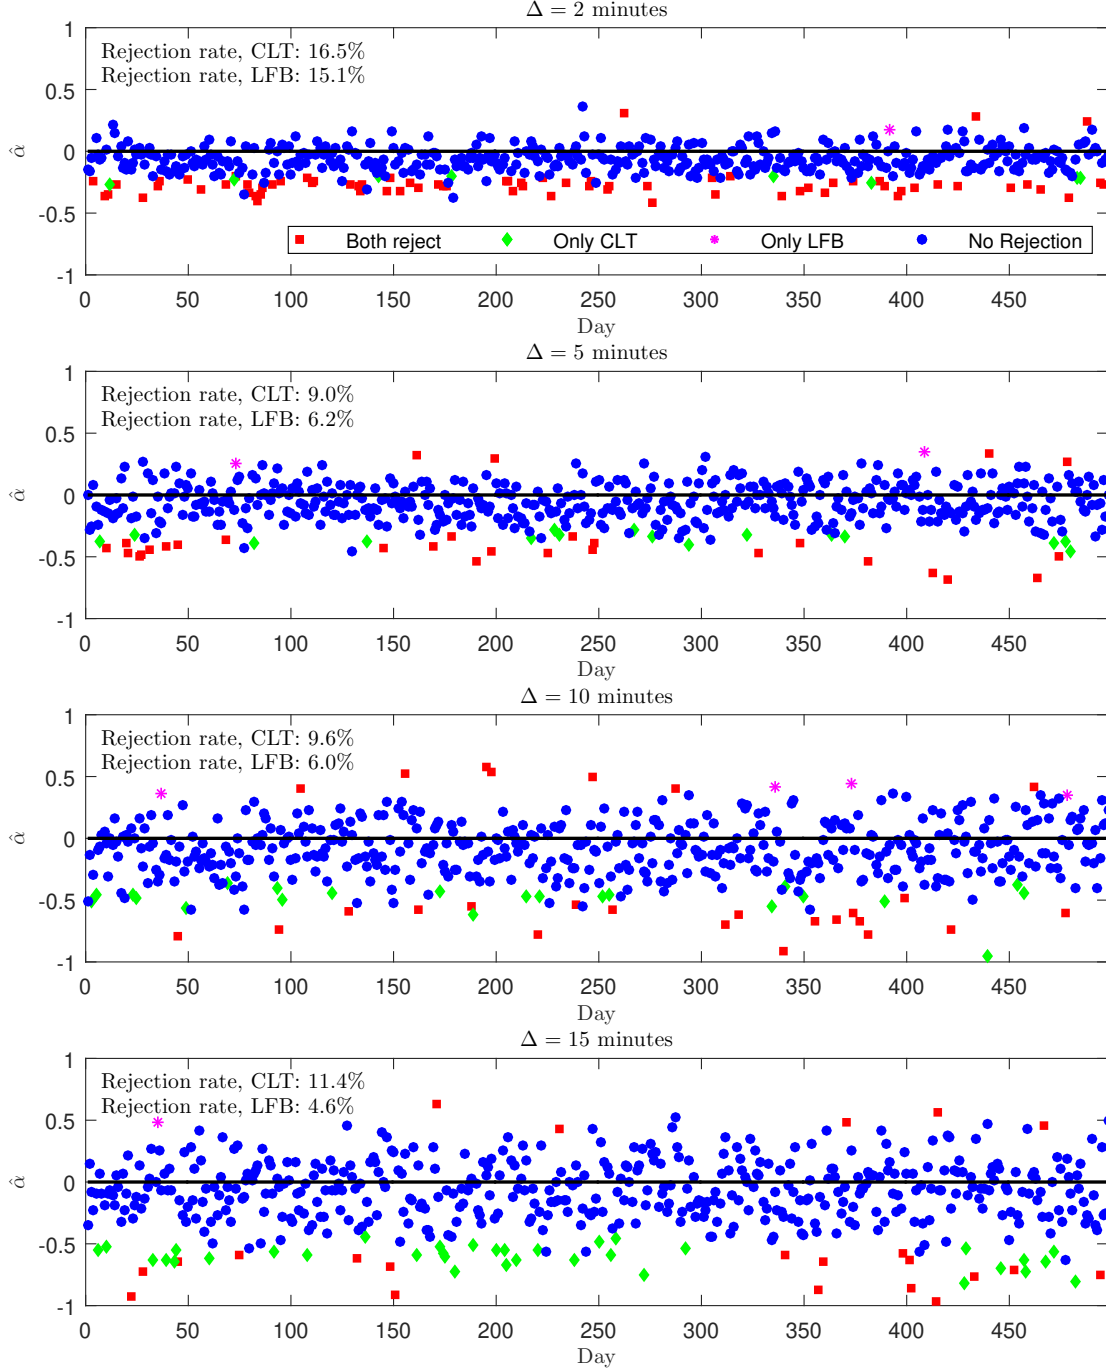 Δ = 2 minutes
1
Rejection rate, CLT: 16.5%
Rejection rate, LFB: 15.1%
0.5
0
α̂
-0.5
Both reject Only CLT Only LFB No Rejection
-1
0 50 100 150 200 250 300 350 400 450
Day
Δ = 5 minutes
1
Rejection rate, CLT: 9.0%
Rejection rate, LFB: 6.2%
0.5
0
α̂
-0.5
-1
0 50 100 150 200 250 300 350 400 450
Day
Δ = 10 minutes
1
Rejection rate, CLT: 9.6%
Rejection rate, LFB: 6.0%
0.5
0
α̂
-0.5
-1
0 50 100 150 200 250 300 350 400 450
Day
Δ = 15 minutes
1
Rejection rate, CLT: 11.4%
Rejection rate, LFB: 4.6%
0.5
0
α̂
-0.5
-1
0 50 100 150 200 250 300 350 400 450
Day